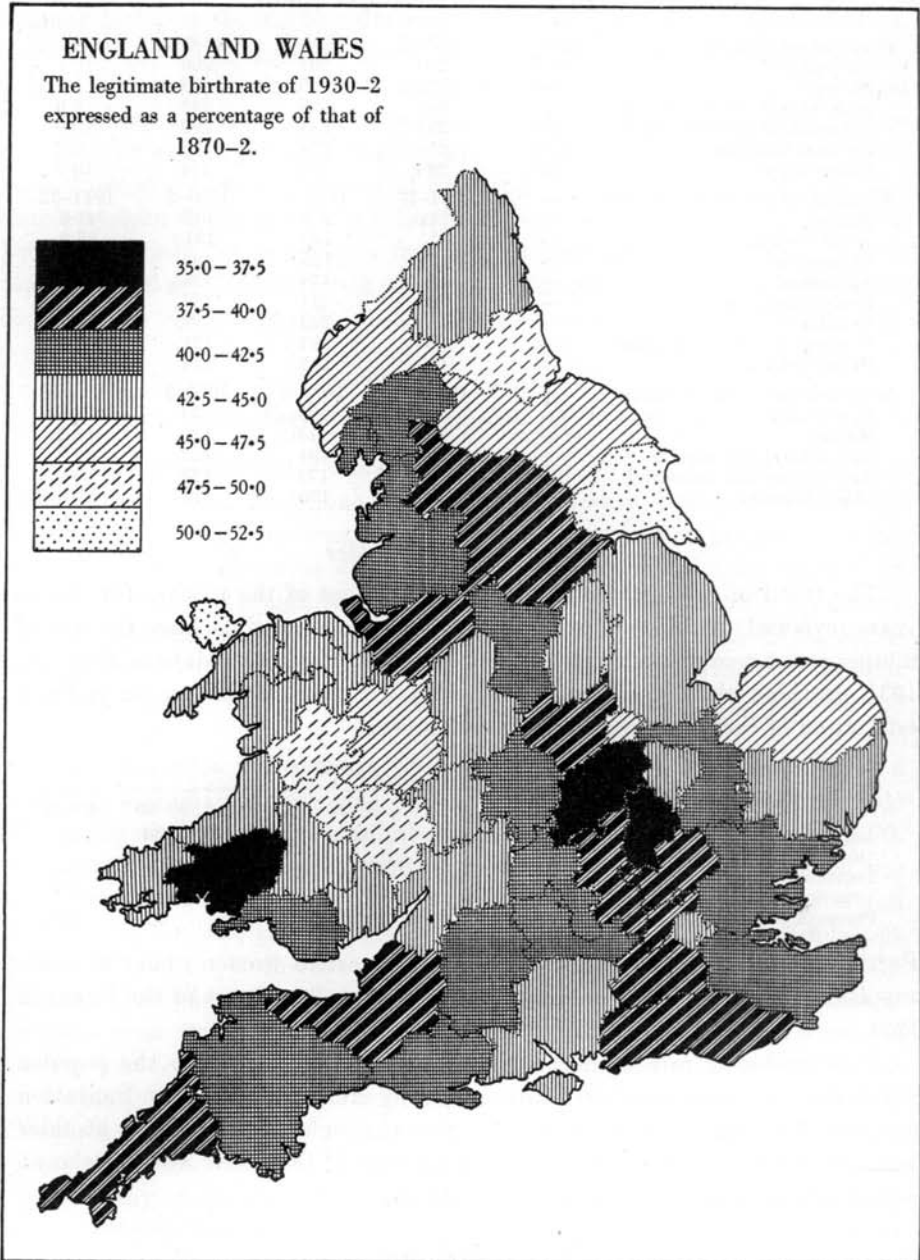 ENGLAND AND WALES
The legitimate birthrate of 1930–2
expressed as a percentage of that of
1870–2.
35·0–37·5
37·5–40·0
40·0–42·5
42·5–45·0
45·0–47·5
47·5–50·0
50·0–52·5